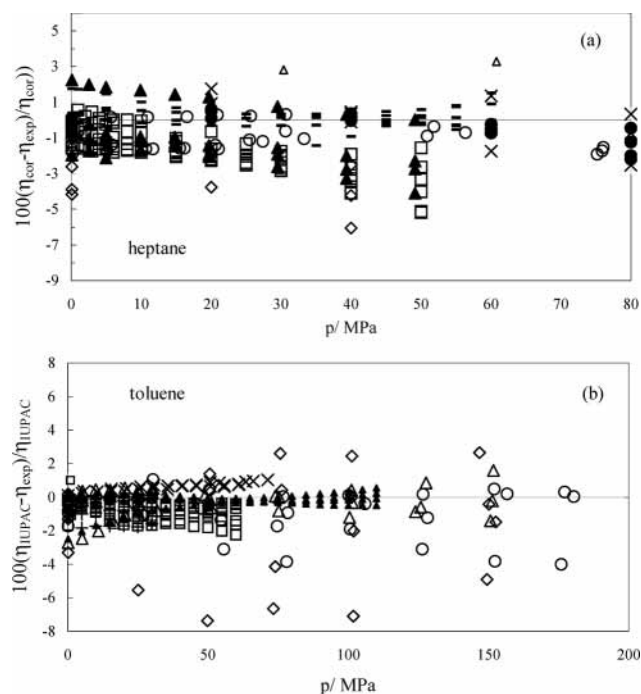 (a)
100(ηcor-ηexp)/ηcor))
5
3
1
-1
-3
-5
-7
-9
heptane
0 10 20 30 40 50 60 70 80
p/ MPa
(b)
toluene
100(ηIUPAC-ηexp)/ηIUPAC
8
6
4
2
0
-2
-4
-6
-8
0 50 100 150 200
p/ MPa